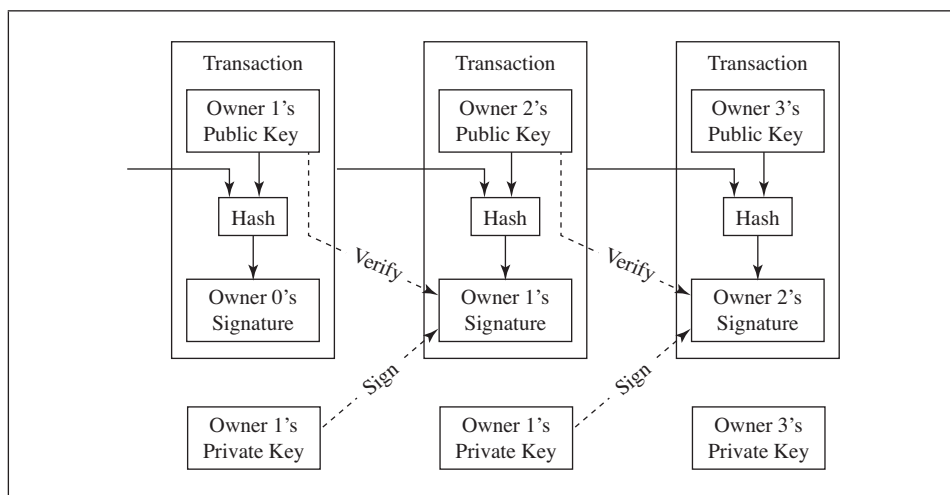 Transaction
Owner 1's
Public Key
Hash
Owner 0's
Signature
Transaction
Owner 2's
Public Key
Hash
Owner 1's
Signature
Transaction
Owner 3's
Public Key
Hash
Owner 2's
Signature
Verify
Verify
Sign
Sign
Owner 1's
Private Key
Owner 1's
Private Key
Owner 3's
Private Key